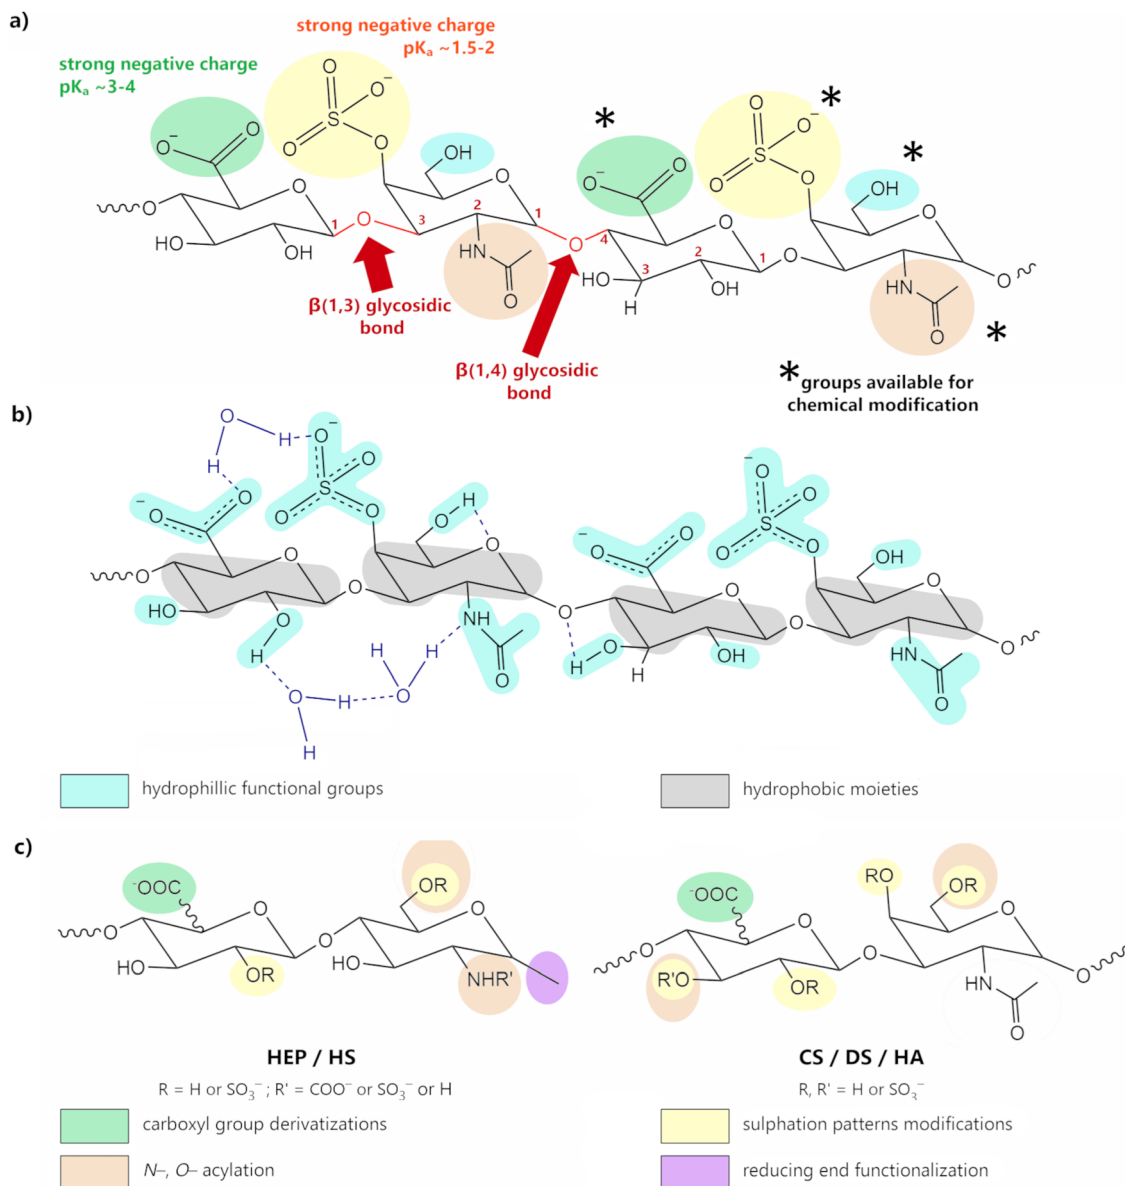 a)
strong negative charge
pKₐ ~1.5-2
strong negative charge
pKₐ ~3-4
O⁻
O
O
O⁻
S
O
O
OH
*
O⁻
O
O
O⁻
S
O
O
*
OH
*
O
O
HO
OH
1
O
3
2
1
O
NH
O
O
4
HO
3
H
2
OH
O
1
O
O
NH
O
O
*
β(1,3) glycosidic
bond
β(1,4) glycosidic
bond
*groups available for
chemical modification
b)
O
H
H
O⁻
O
S
O
O
⁻O
O
O
H
O
O
O
HO
O
H
O
O
NH
O
H
H
O
H
O
H
O
⁻O
O
O
O
H
O
H
OH
O
O⁻
O
S
O
O
OH
O
NH
O
O
hydrophillic functional groups
hydrophobic moieties
c)
⁻OOC
O
O
HO
OR
O
OR
O
HO
NHR'
⁻OOC
O
O
R'O
OR
O
RO
OR
O
NH
O
O
HEP / HS
CS / DS / HA
R = H or SO₃⁻ ; R' = COO⁻ or SO₃⁻ or H
R, R' = H or SO₃⁻
carboxyl group derivatizations
sulphation patterns modifications
N–, O– acylation
reducing end functionalization